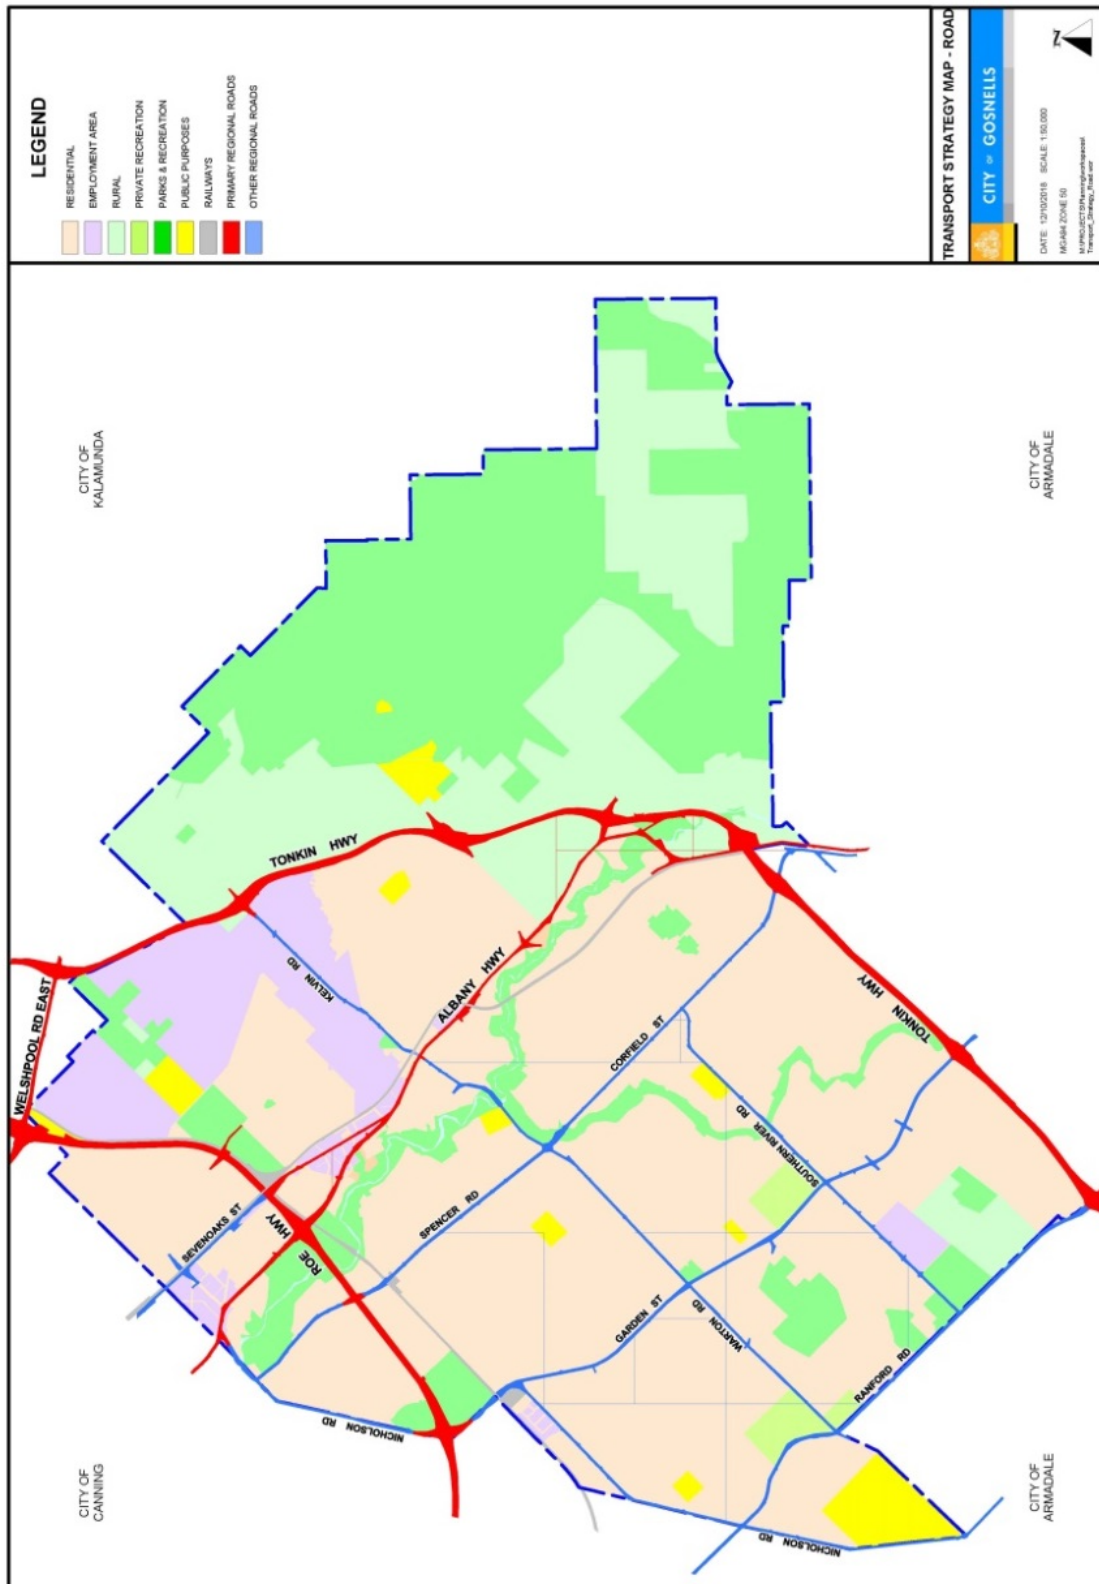 LEGEND
RESIDENTIAL
EMPLOYMENT AREA
RURAL
PRIVATE RECREATION
PARKS & RECREATION
PUBLIC PURPOSES
RAILWAYS
PRIMARY REGIONAL ROADS
OTHER REGIONAL ROADS
TRANSPORT STRATEGY MAP - ROAD
CITY OF GOSNELLS
DATE: 12/10/2018 SCALE: 1:50,000
MGA94 ZONE 50
N
CITY OF
KALAMUNDA
CITY OF
ARMADALE
WELSHPOOL RD EAST
TONKIN HWY
KELVIN RD
ALBANY HWY
SEVENOAKS ST
ROE HWY
SPENCER RD
CORFIELD ST
SOUTHERN RIVER RD
TONKIN HWY
GARDEN ST
WARTON RD
RANFORD RD
NICHOLSON RD
NICHOLSON RD
CITY OF
CANNING
CITY OF
ARMADALE